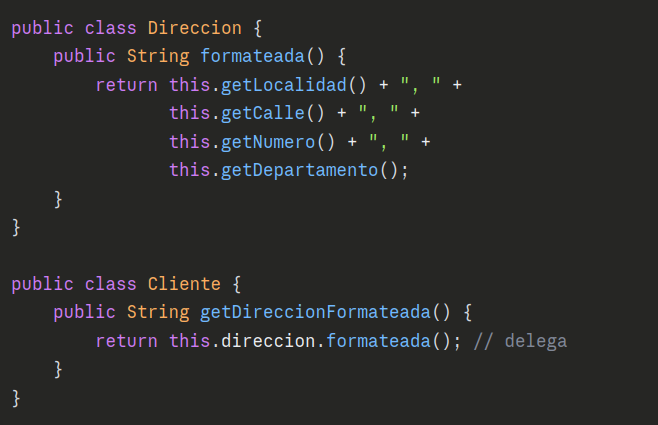 public class Direccion {
    public String formateada() {
        return this.getLocalidad() + ", " +
               this.getCalle() + ", " +
               this.getNumero() + ", " +
               this.getDepartamento();
    }
}

public class Cliente {
    public String getDireccionFormateada() {
        return this.direccion.formateada(); // delega
    }
}